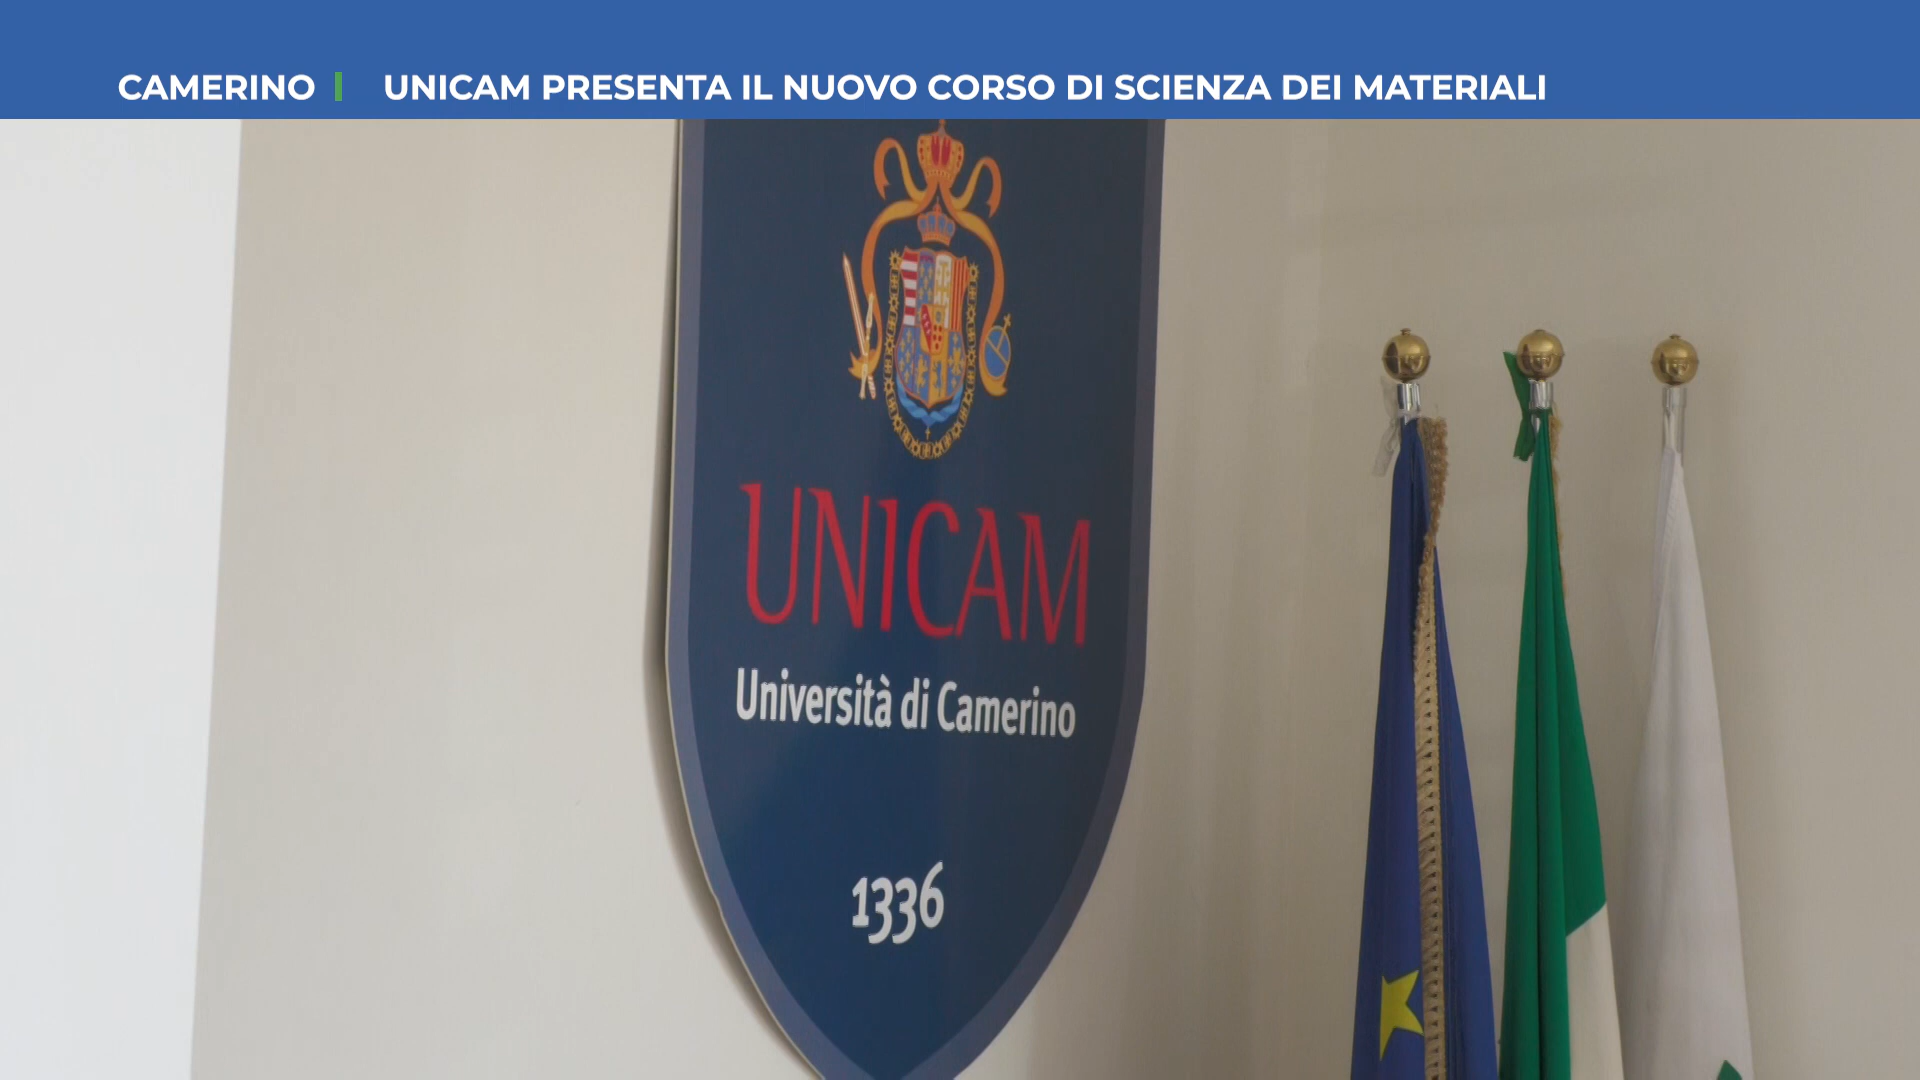 CAMERINO | UNICAM PRESENTA IL NUOVO CORSO DI SCIENZA DEI MATERIALI
UNICAM
Università di Camerino
1336